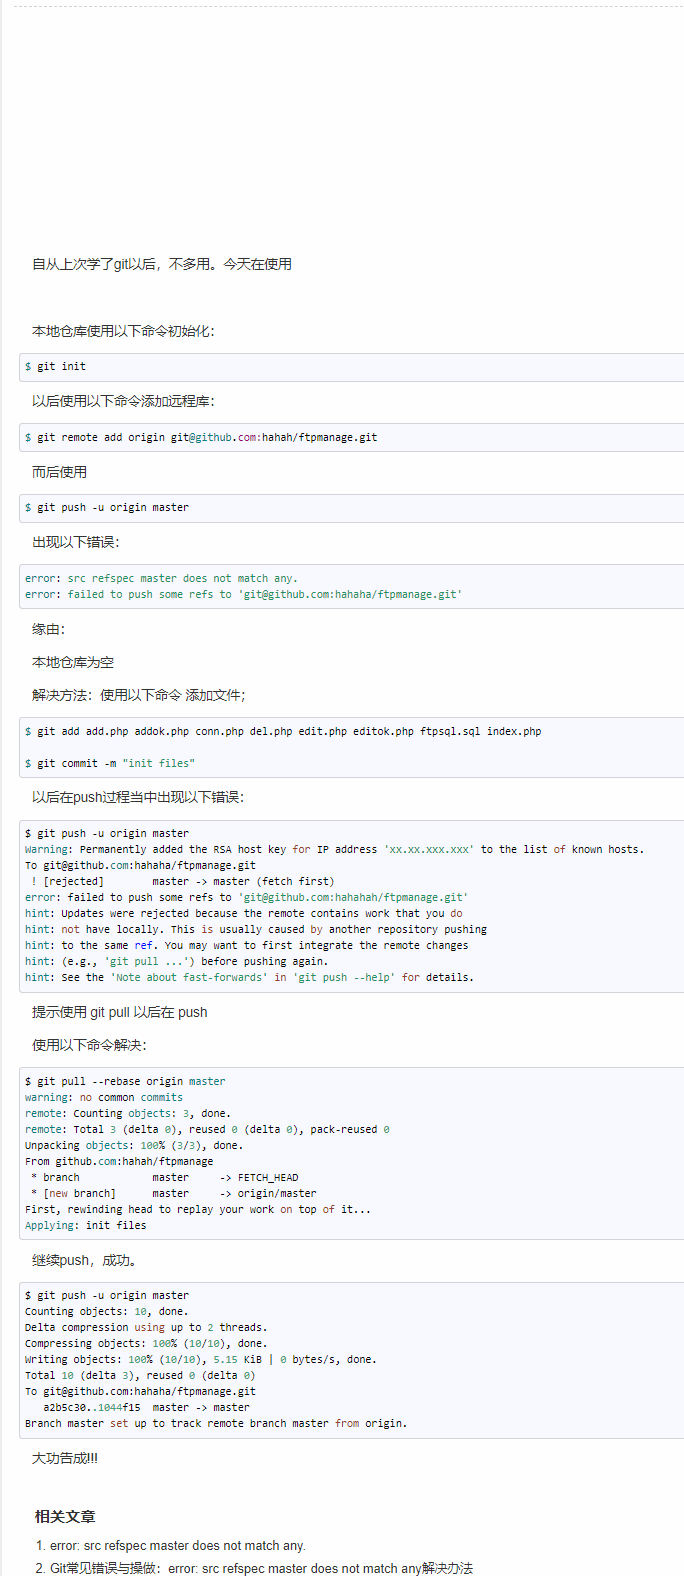 自从上次学了git以后，不多用。今天在使用
本地仓库使用以下命令初始化：
$ git init
以后使用以下命令添加远程库：
$ git remote add origin git@github.com:hahah/ftpmanage.git
而后使用
$ git push -u origin master
出现以下错误：
error: src refspec master does not match any.
error: failed to push some refs to 'git@github.com:hahaha/ftpmanage.git'
缘由：
本地仓库为空
解决方法：使用以下命令 添加文件；
$ git add add.php addok.php conn.php del.php edit.php editok.php ftpsql.sql index.php
$ git commit -m "init files"
以后在push过程当中出现以下错误：
$ git push -u origin master
Warning: Permanently added the RSA host key for IP address 'xx.xx.xxx.xxx' to the list of known hosts.
To git@github.com:hahaha/ftpmanage.git
! [rejected] master -> master (fetch first)
error: failed to push some refs to 'git@github.com:hahahah/ftpmanage.git'
hint: Updates were rejected because the remote contains work that you do
hint: not have locally. This is usually caused by another repository pushing
hint: to the same ref. You may want to first integrate the remote changes
hint: (e.g., 'git pull ...') before pushing again.
hint: See the 'Note about fast-forwards' in 'git push --help' for details.
提示使用 git pull 以后在 push
使用以下命令解决：
$ git pull --rebase origin master
warning: no common commits
remote: Counting objects: 3, done.
remote: Total 3 (delta 0), reused 0 (delta 0), pack-reused 0
Unpacking objects: 100% (3/3), done.
From github.com:hahah/ftpmanage
* branch master -> FETCH_HEAD
* [new branch] master -> origin/master
First, rewinding head to replay your work on top of it...
Applying: init files
继续push，成功。
$ git push -u origin master
Counting objects: 10, done.
Delta compression using up to 2 threads.
Compressing objects: 100% (10/10), done.
Writing objects: 100% (10/10), 5.15 KiB | 0 bytes/s, done.
Total 10 (delta 3), reused 0 (delta 0)
To git@github.com:hahaha/ftpmanage.git
a2b5c30..1044f15 master -> master
Branch master set up to track remote branch master from origin.
大功告成!!!
相关文章
1. error: src refspec master does not match any.
2. Git常见错误与操做：error: src refspec master does not match any解决办法